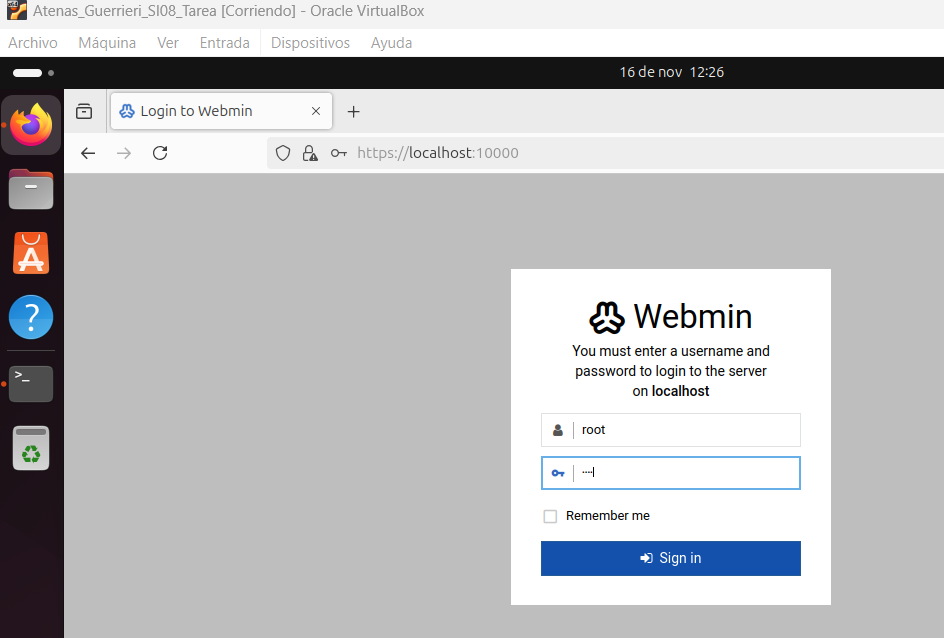 Atenas_Guerrieri_SI08_Tarea [Corriendo] - Oracle VirtualBox
Archivo Máquina Ver Entrada Dispositivos Ayuda
16 de nov 12:26
Login to Webmin
https://localhost:10000
Webmin
You must enter a username and
password to login to the server
on localhost
root
Remember me
Sign in